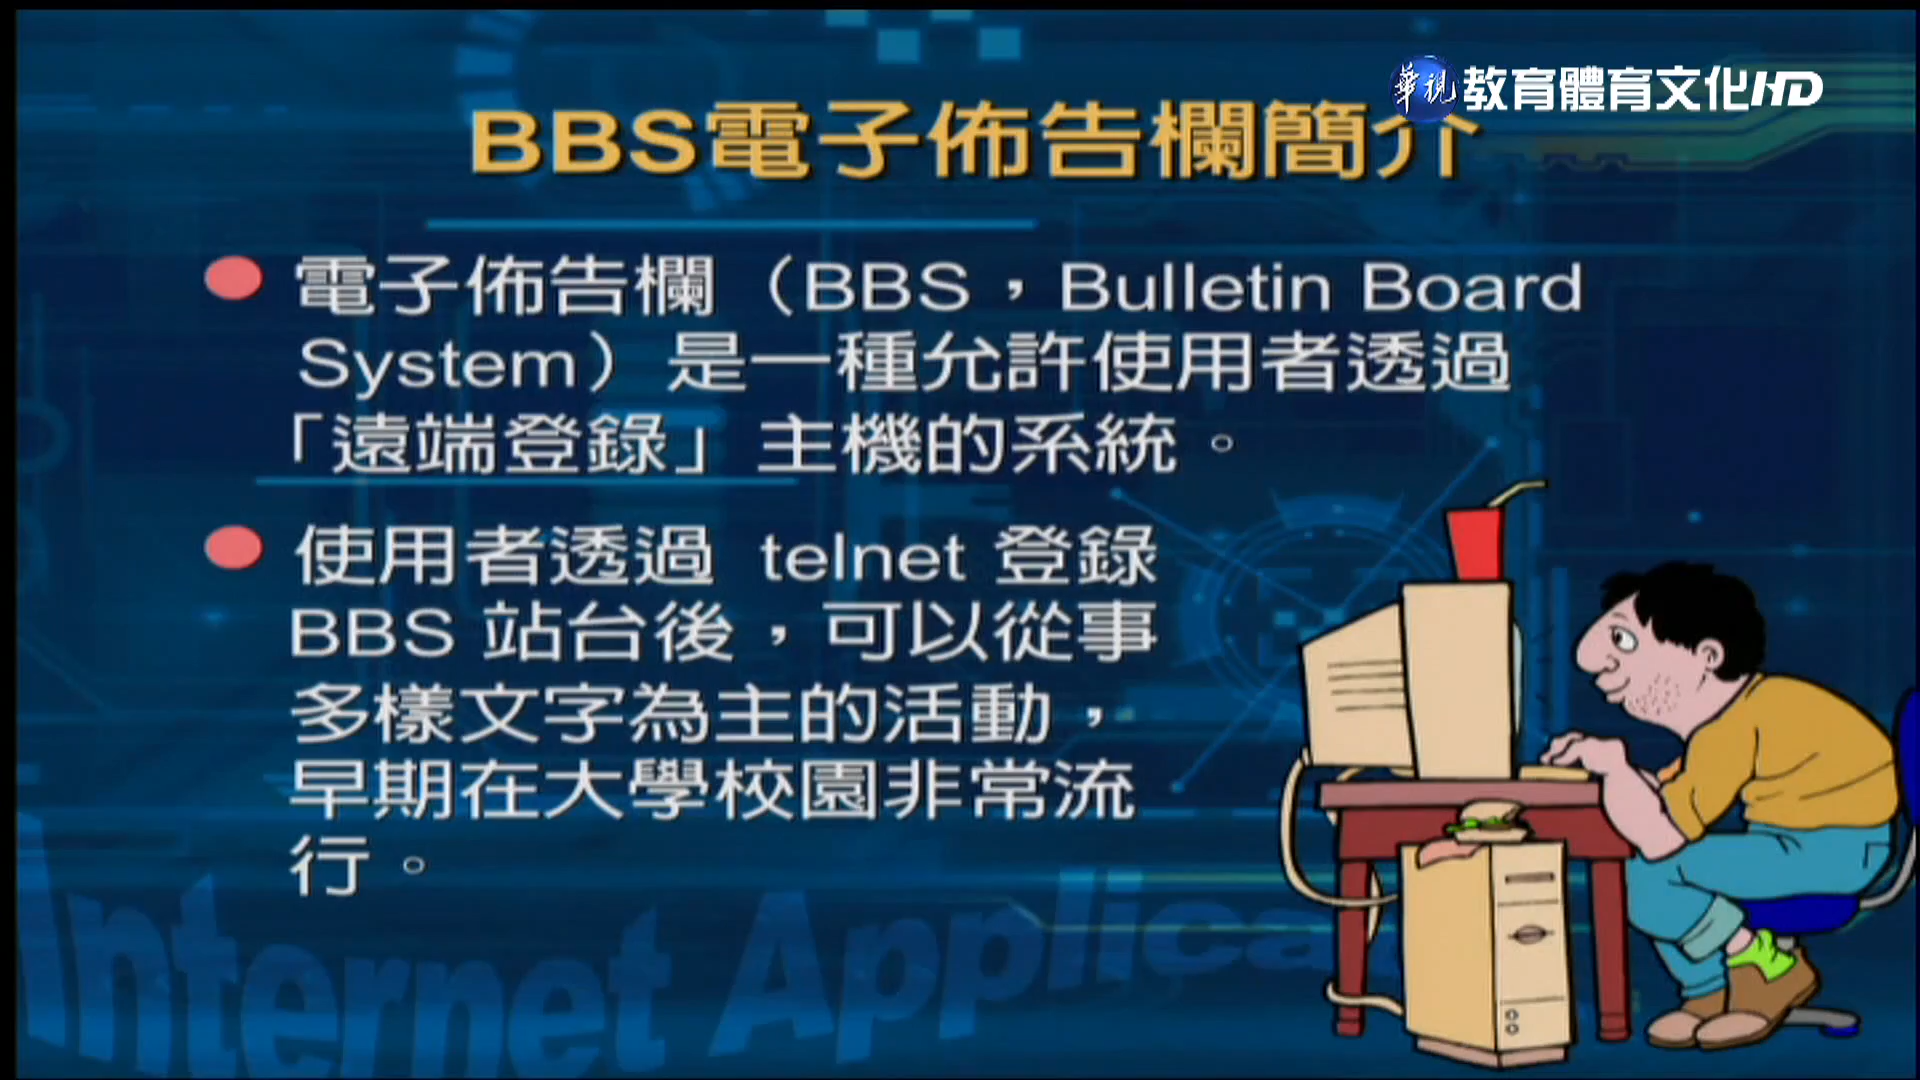 華視 教育體育文化HD
BBS電子佈告欄簡介
電子佈告欄（BBS，Bulletin Board
System）是一種允許使用者透過
「遠端登錄」主機的系統。
使用者透過 telnet 登錄
BBS 站台後，可以從事
多樣文字為主的活動，
早期在大學校園非常流
行。
Internet Applica